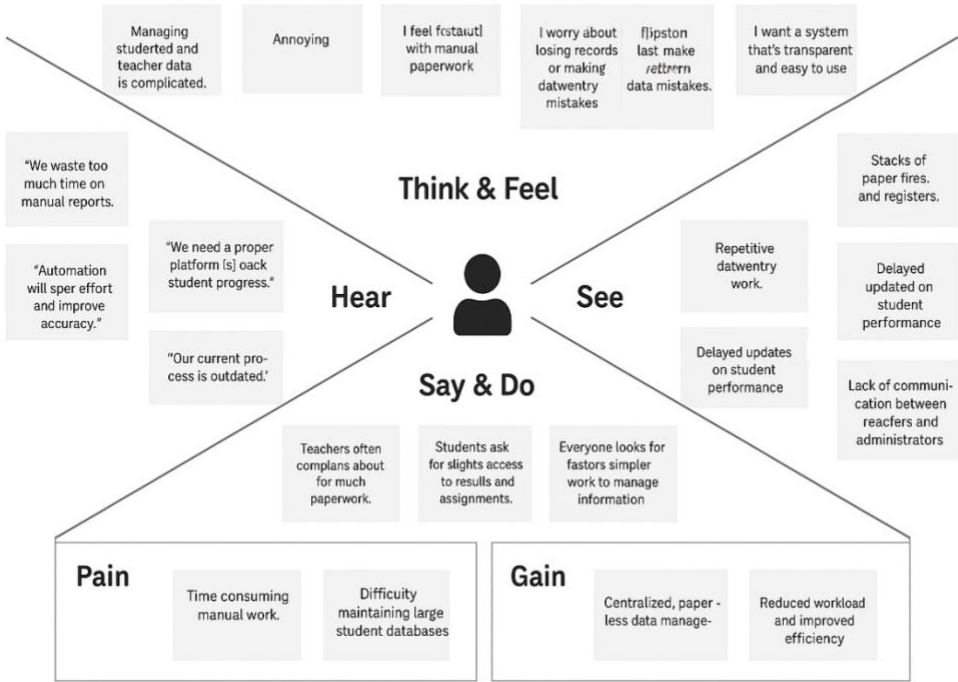 Managing
studerted and
teacher data
is complicated.
Annoying
I feel
with manual
paperwork
I worry about
losing records
or making
datwentry
mistakes
last make
data mistakes.
I want a system
that's transparent
and easy to use
Think & Feel
"We waste too
much time on
manual reports.
"Automation
will sper effort
and improve
accuracy."
"We need a proper
platform [s] oack
student progress."
"Our current pro-
cess is outdated.'
Hear
See
Repetitive
datwentry
work.
Delayed updates
on student
performance
Stacks of
paper fires.
and registers.
Delayed
updated on
student
performance
Lack of communi-
cation between
reacfers and
administrators
Say & Do
Teachers often
complans about
for much
paperwork.
Students ask
for slights access
to resulls and
assignments.
Everyone looks for
fastors simpler
work to manage
information
Pain
Time consuming
manual work.
Difficuity
maintaining large
student databases
Gain
Centralized, paper -
less data manage-
Reduced workload
and improved
efficiency